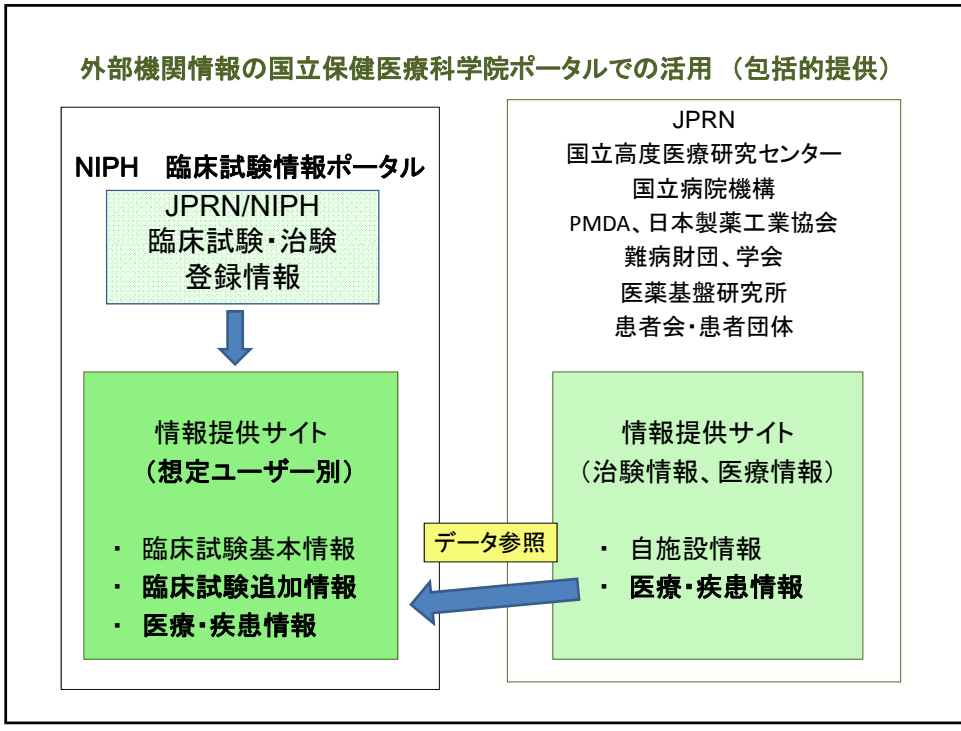 外部機関情報の国立保健医療科学院ポータルでの活用 （包括的提供）
NIPH 臨床試験情報ポータル
JPRN/NIPH
臨床試験・治験
登録情報
情報提供サイト
（想定ユーザー別）
・ 臨床試験基本情報
・ 臨床試験追加情報
・ 医療・疾患情報
JPRN
国立高度医療研究センター
国立病院機構
PMDA、日本製薬工業協会
難病財団、学会
医薬基盤研究所
患者会・患者団体
情報提供サイト
（治験情報、医療情報）
・ 自施設情報
・ 医療・疾患情報
データ参照